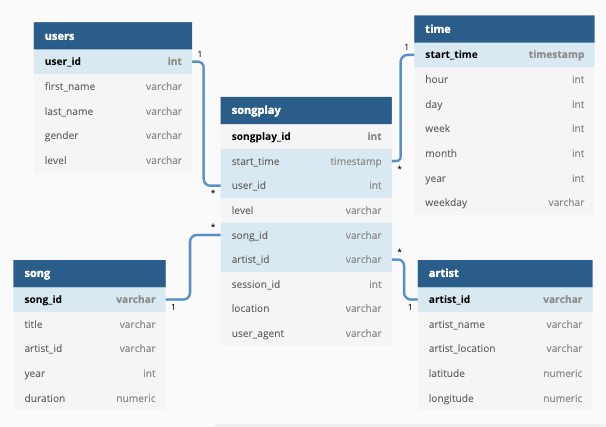 users
user_id int
first_name varchar
last_name varchar
gender varchar
level varchar
1
*
time
start_time timestamp
hour int
day int
week int
month int
year int
weekday varchar
1
*
songplay
songplay_id int
start_time timestamp
user_id int
level varchar
song_id varchar
artist_id varchar
session_id int
location varchar
user_agent varchar
*
1
song
song_id varchar
title varchar
artist_id varchar
year int
duration numeric
*
1
artist
artist_id varchar
artist_name varchar
artist_location varchar
latitude numeric
longitude numeric